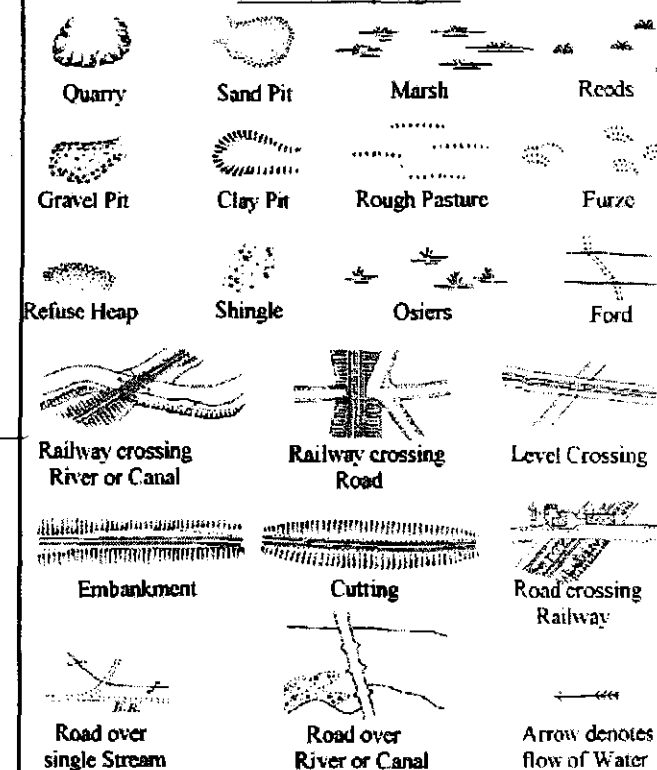 Quarry
Sand Pit
Marsh
Reeds
Gravel Pit
Clay Pit
Rough Pasture
Furze
Refuse Heap
Shingle
Osiers
Ford
Railway crossing
River or Canal
Railway crossing
Road
Level Crossing
Embankment
Cutting
Road crossing
Railway
B.R.
Road over
single Stream
Road over
River or Canal
Arrow denotes
flow of Water